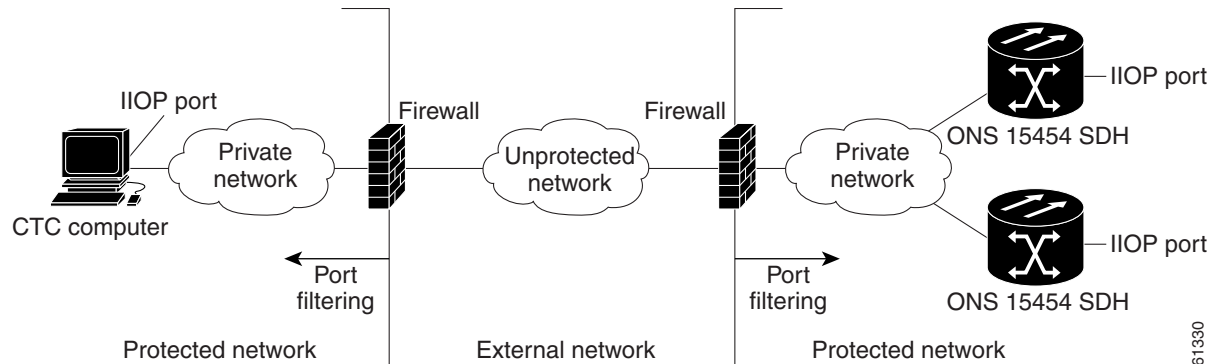 IIOP port
Private
network
CTC computer
Firewall
Unprotected
network
Firewall
Private
network
IIOP port
ONS 15454 SDH
IIOP port
ONS 15454 SDH
Port
filtering
Port
filtering
Protected network
External network
Protected network
61330